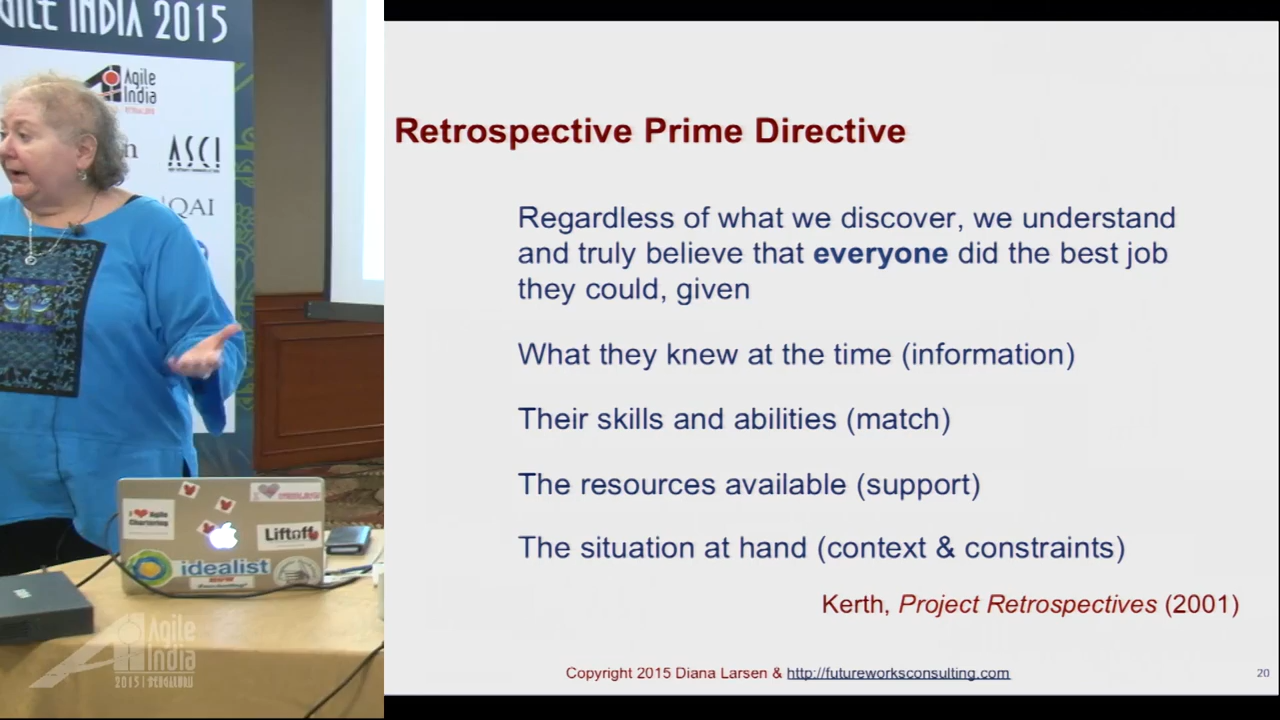 AGILE INDIA 2015
Agile
India
ASCI
QAI
I ❤ Agile
Chartering
Liftoff
idealist
Agile
India
2015 | BENGALURU
Retrospective Prime Directive
Regardless of what we discover, we understand
and truly believe that everyone did the best job
they could, given
What they knew at the time (information)
Their skills and abilities (match)
The resources available (support)
The situation at hand (context & constraints)
Kerth, Project Retrospectives (2001)
Copyright 2015 Diana Larsen & http://futureworksconsulting.com
20